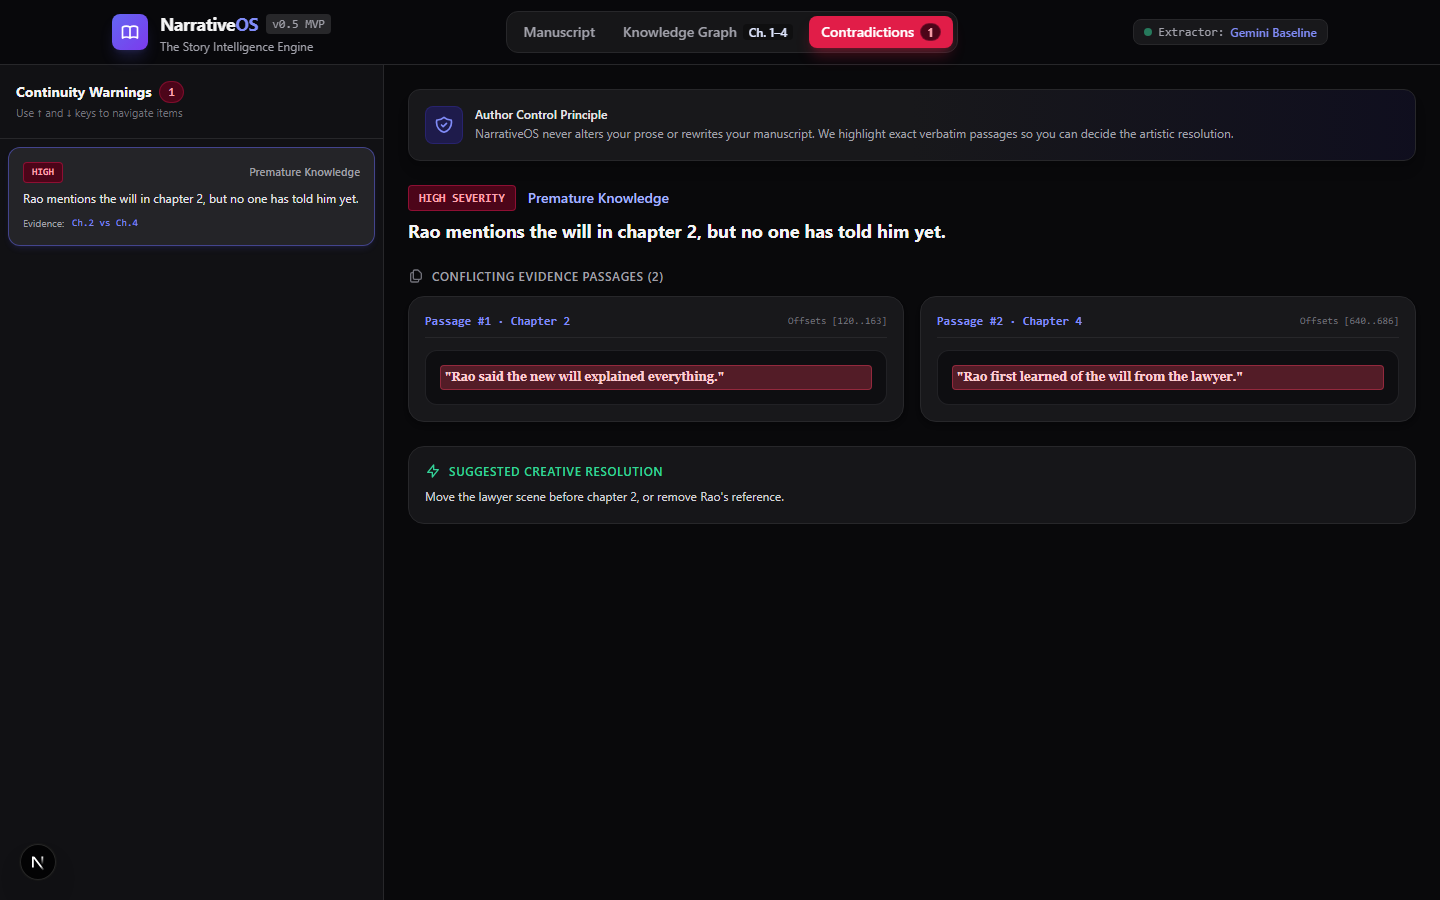 NarrativeOS v0.5 MVP
The Story Intelligence Engine
Manuscript
Knowledge Graph Ch. 1–4
Contradictions 1
Extractor: Gemini Baseline
Continuity Warnings 1
Use ↑ and ↓ keys to navigate items
HIGH Premature Knowledge
Rao mentions the will in chapter 2, but no one has told him yet.
Evidence: Ch.2 vs Ch.4
Author Control Principle
NarrativeOS never alters your prose or rewrites your manuscript. We highlight exact verbatim passages so you can decide the artistic resolution.
HIGH SEVERITY Premature Knowledge
Rao mentions the will in chapter 2, but no one has told him yet.
CONFLICTING EVIDENCE PASSAGES (2)
Passage #1 · Chapter 2 Offsets [120..163]
"Rao said the new will explained everything."
Passage #2 · Chapter 4 Offsets [640..686]
"Rao first learned of the will from the lawyer."
SUGGESTED CREATIVE RESOLUTION
Move the lawyer scene before chapter 2, or remove Rao's reference.
N